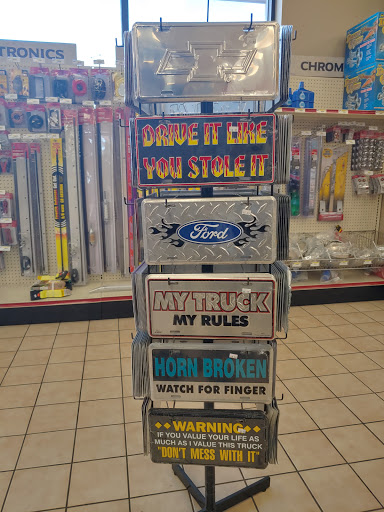 TRONICS
CHROM
DRIVE IT LIKE
YOU STOLE IT
Ford
MY TRUCK
MY RULES
HORN BROKEN
WATCH FOR FINGER
WARNING
IF YOU VALUE YOUR LIFE AS
MUCH AS I VALUE THIS TRUCK
"DON'T MESS WITH IT"